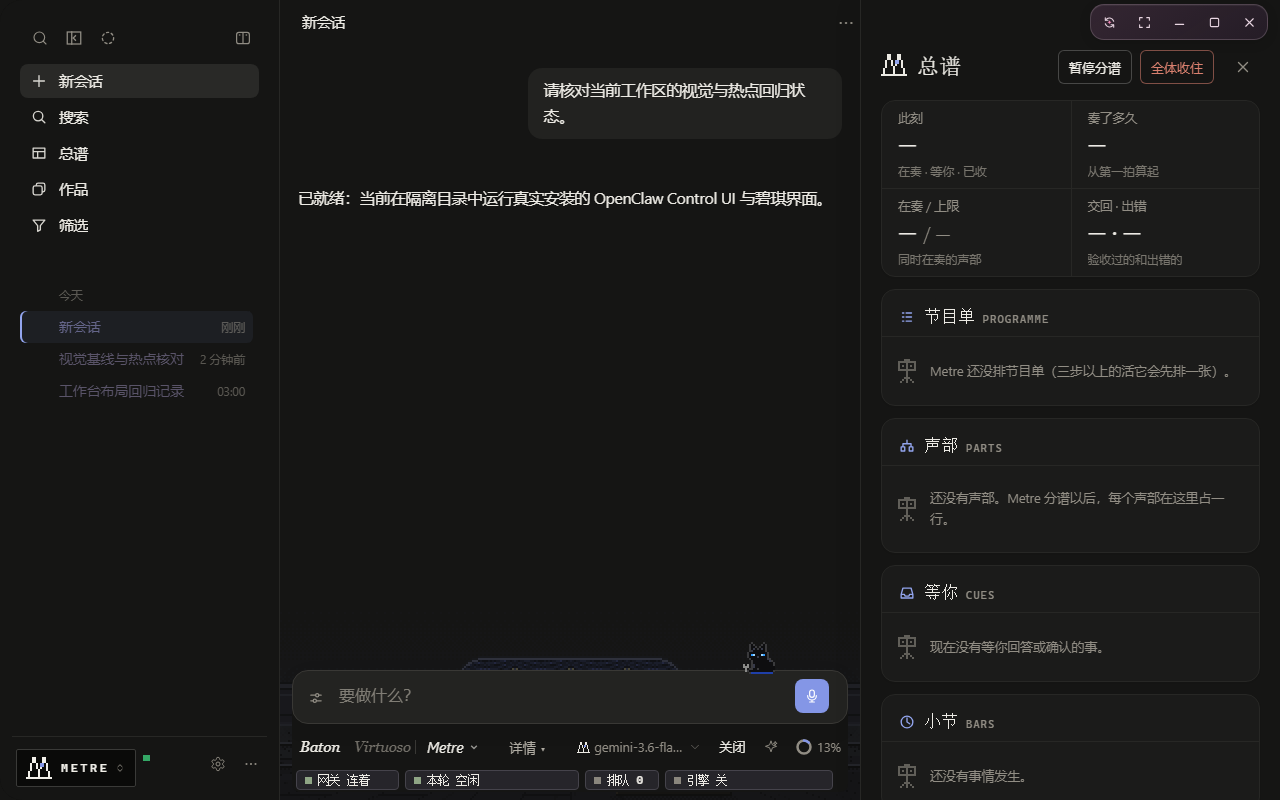 新会话
搜索
总谱
作品
筛选
今天
新会话 刚刚
视觉基线与热点核对 2 分钟前
工作台布局回归记录 03:00
METRE
新会话
请核对当前工作区的视觉与热点回归状
态。
已就绪：当前在隔离目录中运行真实安装的 OpenClaw Control UI 与碧琪界面。
要做什么？
Baton Virtuoso Metre 详情 gemini-3.6-fla... 关闭 13%
网关 连着 本轮 空闲 排队 0 引擎 关
总谱 暂停分谱 全体收住
此刻 奏了多久
— —
在奏 · 等你 · 已收 从第一拍算起
在奏 / 上限 交回 · 出错
— / — — · —
同时在奏的声部 验收过的和出错的
节目单 PROGRAMME
Metre 还没排节目单（三步以上的活它会先排一张）。
声部 PARTS
还没有声部。Metre 分谱以后，每个声部在这里占一
行。
等你 CUES
现在没有等你回答或确认的事。
小节 BARS
还没有事情发生。